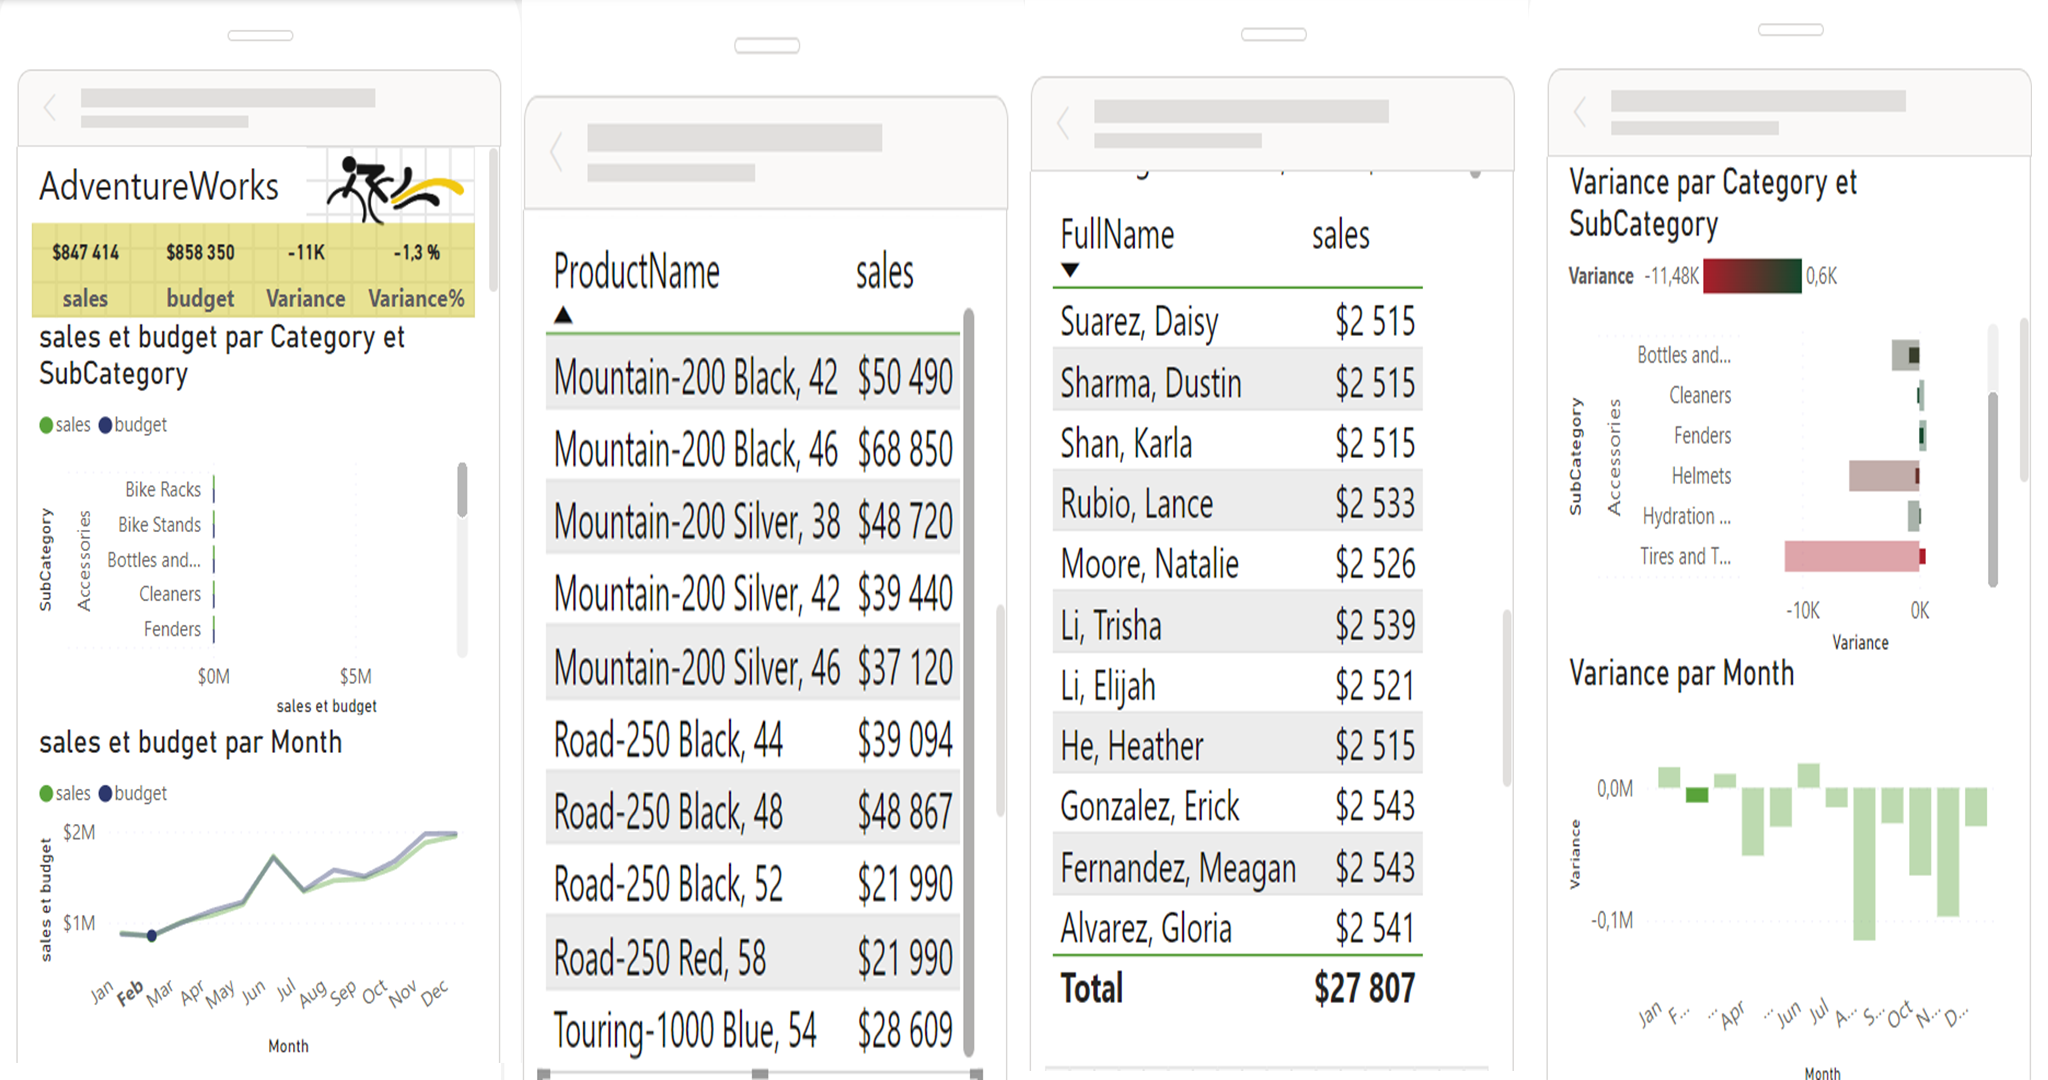 AdventureWorks
$847 414 $858 350 -11K -1,3 %
sales budget Variance Variance%
sales et budget par Category et
SubCategory
sales budget
SubCategory
Accessories
Bike Racks
Bike Stands
Bottles and...
Cleaners
Fenders
$0M $5M
sales et budget
sales et budget par Month
sales budget
sales et budget
$2M
$1M
Jan Feb Mar Apr May Jun Jul Aug Sep Oct Nov Dec
Month
ProductName sales
Mountain-200 Black, 42 $50 490
Mountain-200 Black, 46 $68 850
Mountain-200 Silver, 38 $48 720
Mountain-200 Silver, 42 $39 440
Mountain-200 Silver, 46 $37 120
Road-250 Black, 44 $39 094
Road-250 Black, 48 $48 867
Road-250 Black, 52 $21 990
Road-250 Red, 58 $21 990
Touring-1000 Blue, 54 $28 609
FullName sales
Suarez, Daisy $2 515
Sharma, Dustin $2 515
Shan, Karla $2 515
Rubio, Lance $2 533
Moore, Natalie $2 526
Li, Trisha $2 539
Li, Elijah $2 521
He, Heather $2 515
Gonzalez, Erick $2 543
Fernandez, Meagan $2 543
Alvarez, Gloria $2 541
Total $27 807
Variance par Category et
SubCategory
Variance -11,48K 0,6K
SubCategory
Accessories
Bottles and...
Cleaners
Fenders
Helmets
Hydration ...
Tires and T...
-10K 0K
Variance
Variance par Month
Variance
0,0M
-0,1M
Jan F... ... Apr ... Jun Jul A... S... Oct N... D...
Month